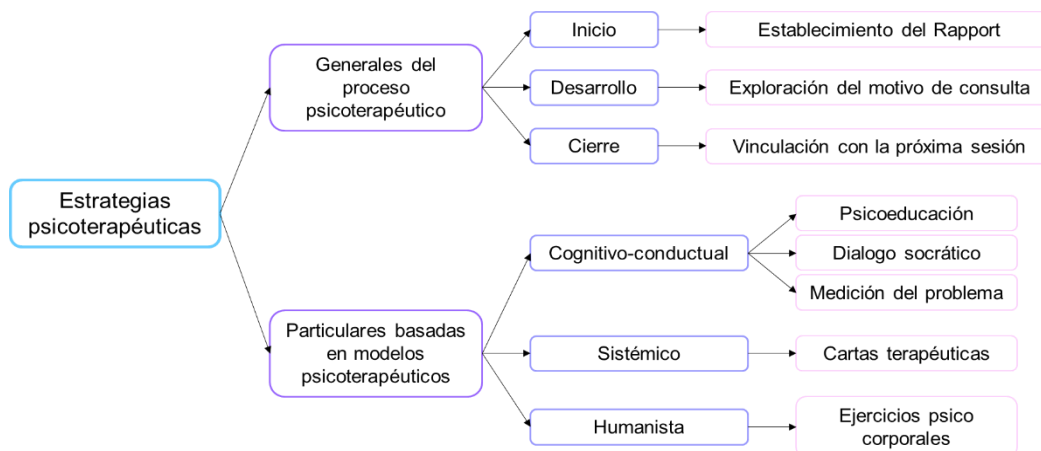 Estrategias
psicoterapéuticas
Generales del
proceso
psicoterapéutico
Inicio
Establecimiento del Rapport
Desarrollo
Exploración del motivo de consulta
Cierre
Vinculación con la próxima sesión
Particulares basadas
en modelos
psicoterapéuticos
Cognitivo-conductual
Psicoeducación
Dialogo socrático
Medición del problema
Sistémico
Cartas terapéuticas
Humanista
Ejercicios psico
corporales